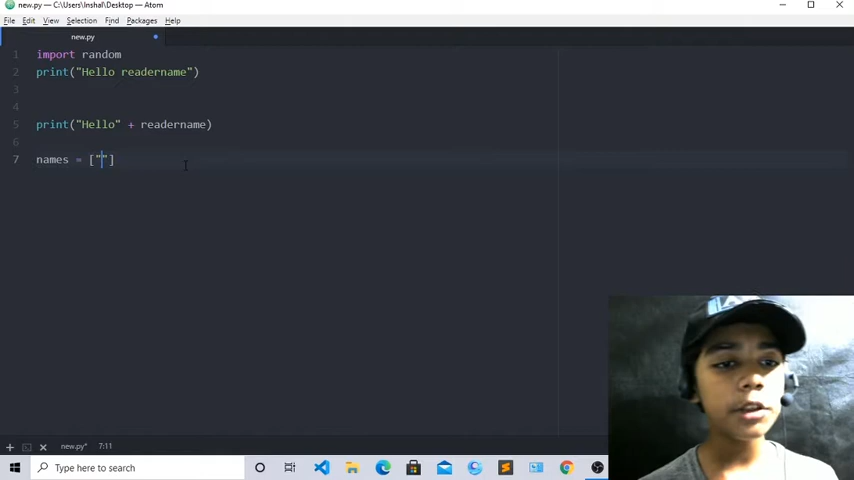 new.py — C:\Users\Inshal\Desktop — Atom
File Edit View Selection Find Packages Help
new.py
1 import random
2 print("Hello readername")
3
4
5 print("Hello" + readername)
6
7 names = [""]
new.py* 7:11
Type here to search